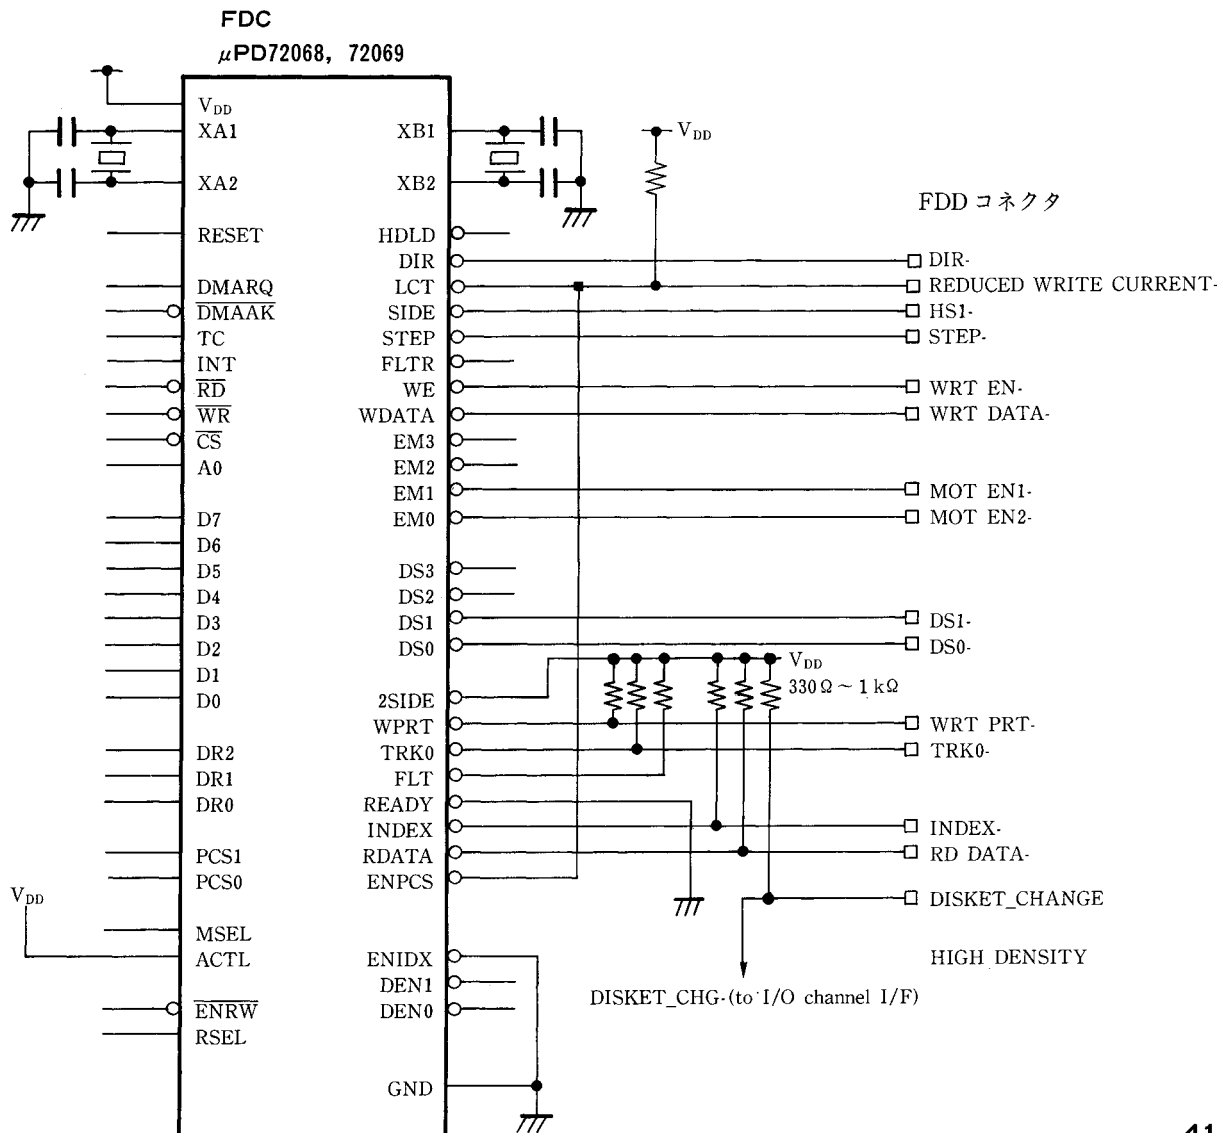 FDC
μPD72068, 72069
VDD
XA1
XA2
RESET
DMARQ
DMAAK
TC
INT
RD
WR
CS
A0
D7
D6
D5
D4
D3
D2
D1
D0
DR2
DR1
DR0
PCS1
PCS0
VDD
MSEL
ACTL
ENRW
RSEL
XB1
XB2
HDLD
DIR
LCT
SIDE
STEP
FLTR
WE
WDATA
EM3
EM2
EM1
EM0
DS3
DS2
DS1
DS0
2SIDE
WPRT
TRK0
FLT
READY
INDEX
RDATA
ENPCS
ENIDX
DEN1
DEN0
GND
VDD
FDD コネクタ
DIR-
REDUCED WRITE CURRENT-
HS1-
STEP-
WRT EN-
WRT DATA-
MOT EN1-
MOT EN2-
DS1-
DS0-
VDD
330Ω～1kΩ
WRT PRT-
TRK0-
INDEX-
RD DATA-
DISKET_CHANGE
HIGH DENSITY
DISKET_CHG-(to I/O channel I/F)
41